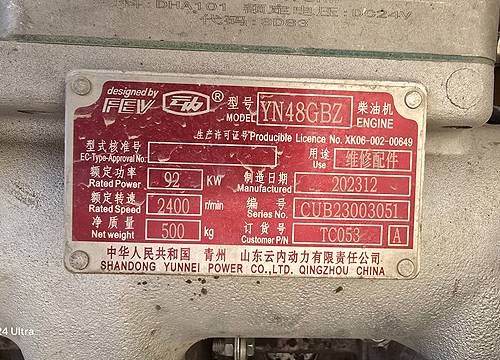 料: DHA101 额定电压: DC24V
代码: SD83
designed by
FEV ® 型号 YN48GBZ 柴油机
MODEL ENGINE
生产许可证号 Producible Licence No. XK06-002-00649
型式核准号 用途 维修配件
EC-Type-Approval No: Use
额定功率 92 KW 制造日期 202312
Rated Power Manufactured
额定转速 2400 r/min 编号 CUB23003051
Rated Speed Series No.
净质量 500 kg 订货号 TC053 A
Net weight Customer P/N
中华人民共和国 青州 山东云内动力有限责任公司
SHANDONG YUNNEI POWER CO.,LTD. QINGZHOU CHINA
24 Ultra